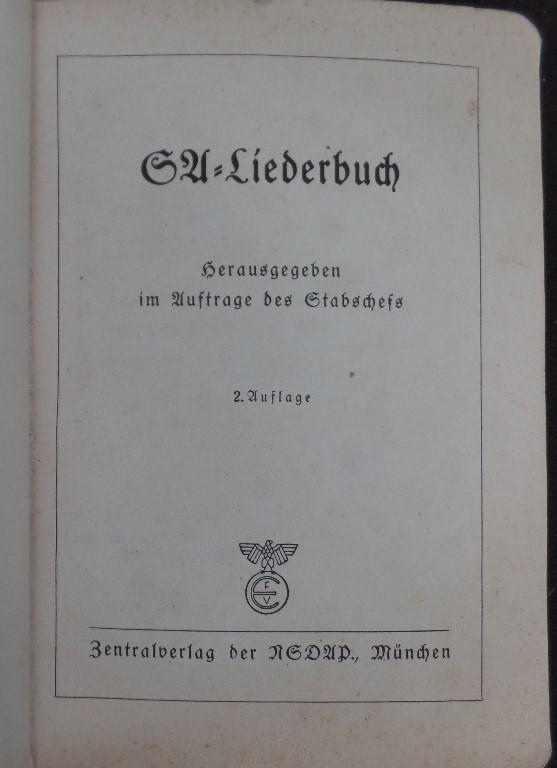 SA-Liederbuch
Herausgegeben
im Auftrage des Stabschefs
2. Auflage
F
E
V
Zentralverlag der NSDAP., München